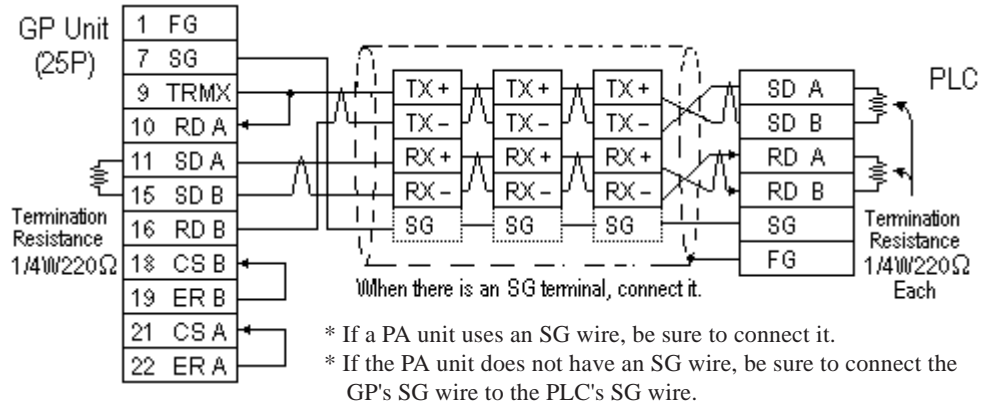 GP Unit
(25P)
1 FG
7 SG
9 TRMX
10 RD A
11 SD A
15 SD B
16 RD B
18 CS B
19 ER B
21 CS A
22 ER A
Termination
Resistance
1/4W220Ω
TX+ TX+ TX+
TX- TX- TX-
RX+ RX+ RX+
RX- RX- RX-
SG SG SG
When there is an SG terminal, connect it.
PLC
SD A
SD B
RD A
RD B
SG
FG
Termination
Resistance
1/4W220Ω
Each
* If a PA unit uses an SG wire, be sure to connect it.
* If the PA unit does not have an SG wire, be sure to connect the
GP's SG wire to the PLC's SG wire.